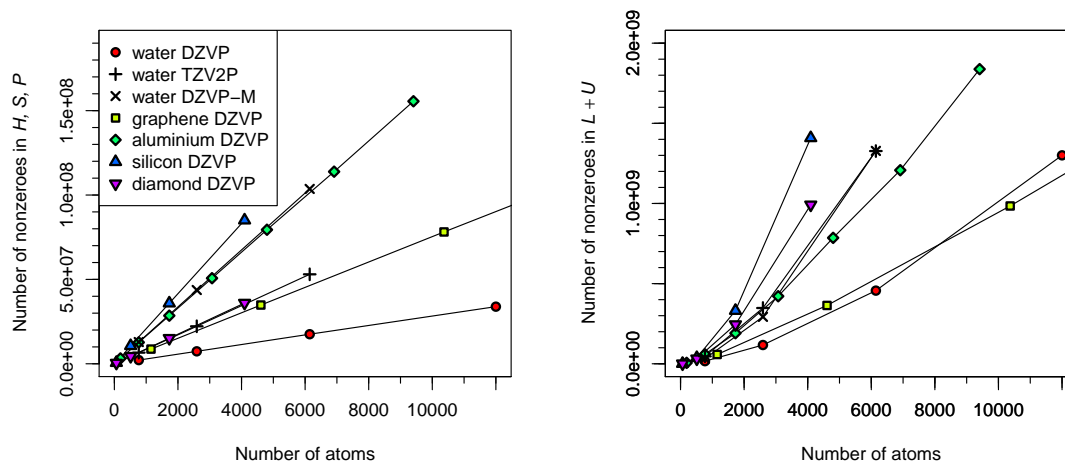 Number of nonzeroes in H, S, P
0.0e+00
5.0e+07
1.0e+08
1.5e+08
water DZVP
water TZV2P
water DZVP−M
graphene DZVP
aluminium DZVP
silicon DZVP
diamond DZVP
0 2000 4000 6000 8000 10000
Number of atoms
Number of nonzeroes in L + U
0.0e+00
1.0e+09
2.0e+09
0 2000 4000 6000 8000 10000
Number of atoms